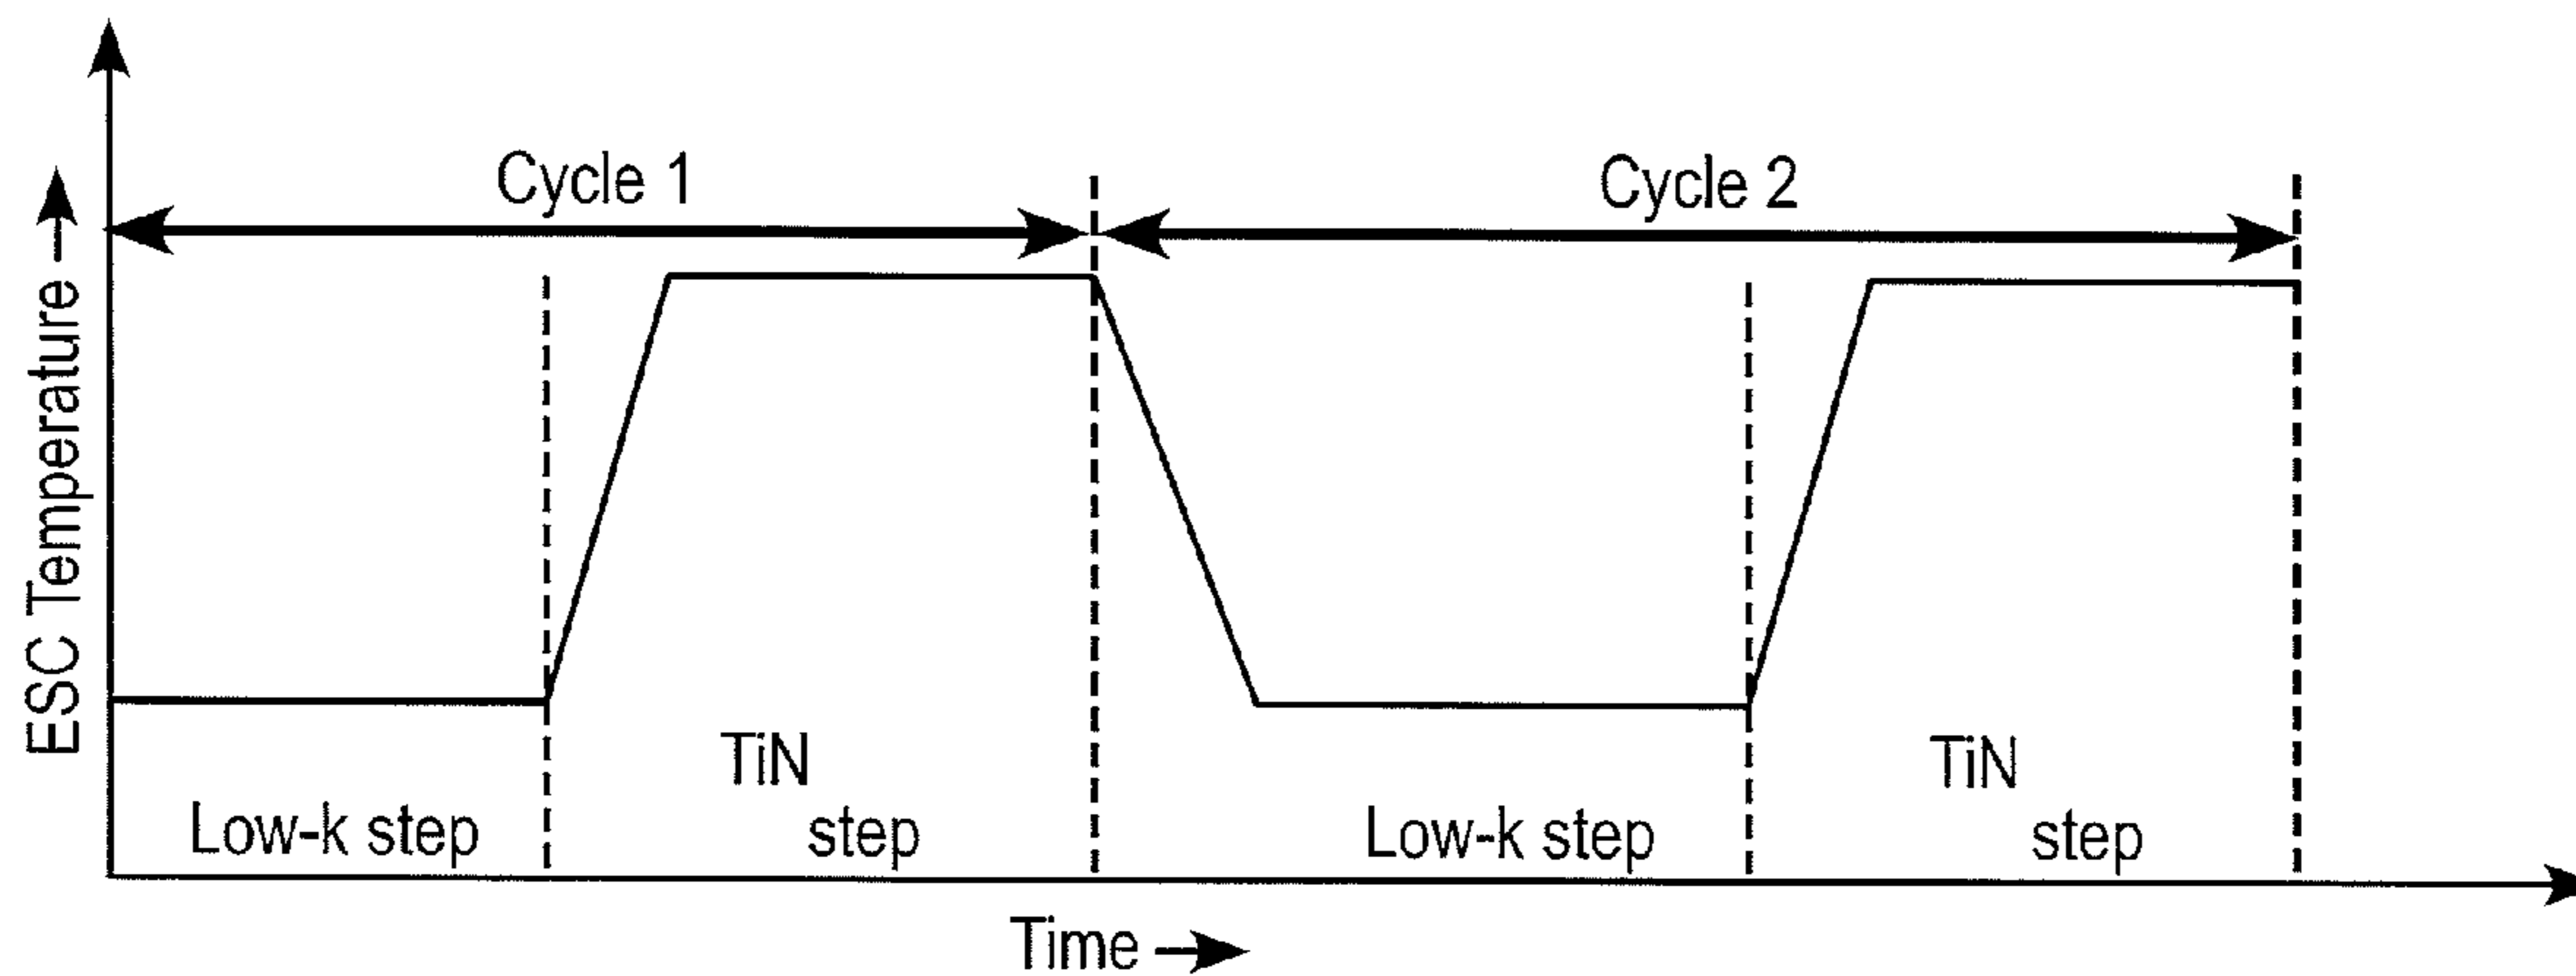 Cycle 1
Cycle 2
ESC Temperature
Low-k step
TiN
step
Low-k step
TiN
step
Time